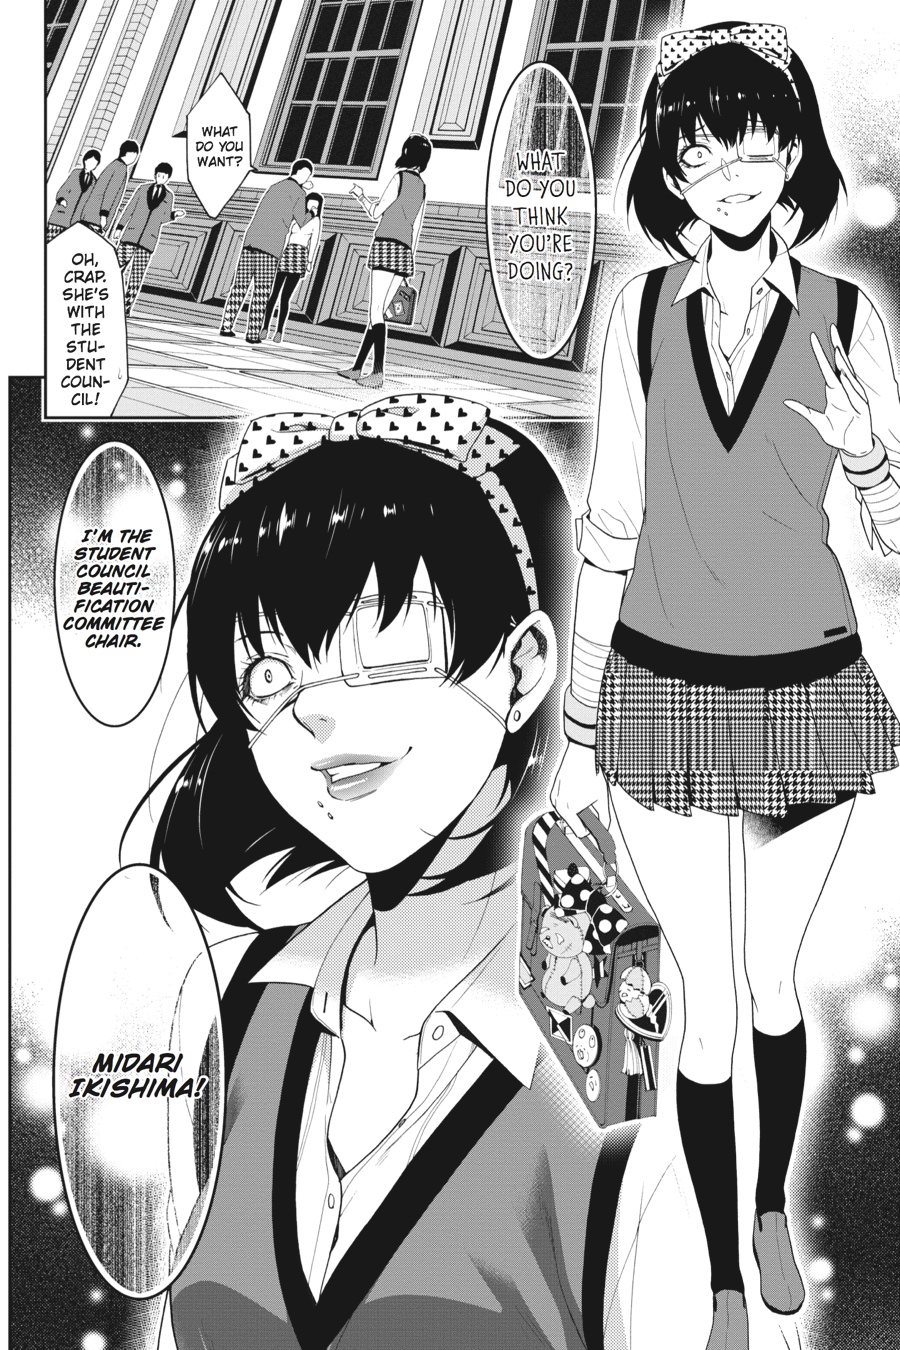 WHAT
DO YOU
THINK
YOU'RE
DOING?
WHAT
DO YOU
WANT?
OH,
CRAP.
SHE'S
WITH
THE
STU-
DENT
COUN-
CIL!
I'M THE
STUDENT
COUNCIL
BEAUTI-
FICATION
COMMITTEE
CHAIR.
MIDARI
IKISHIMA!